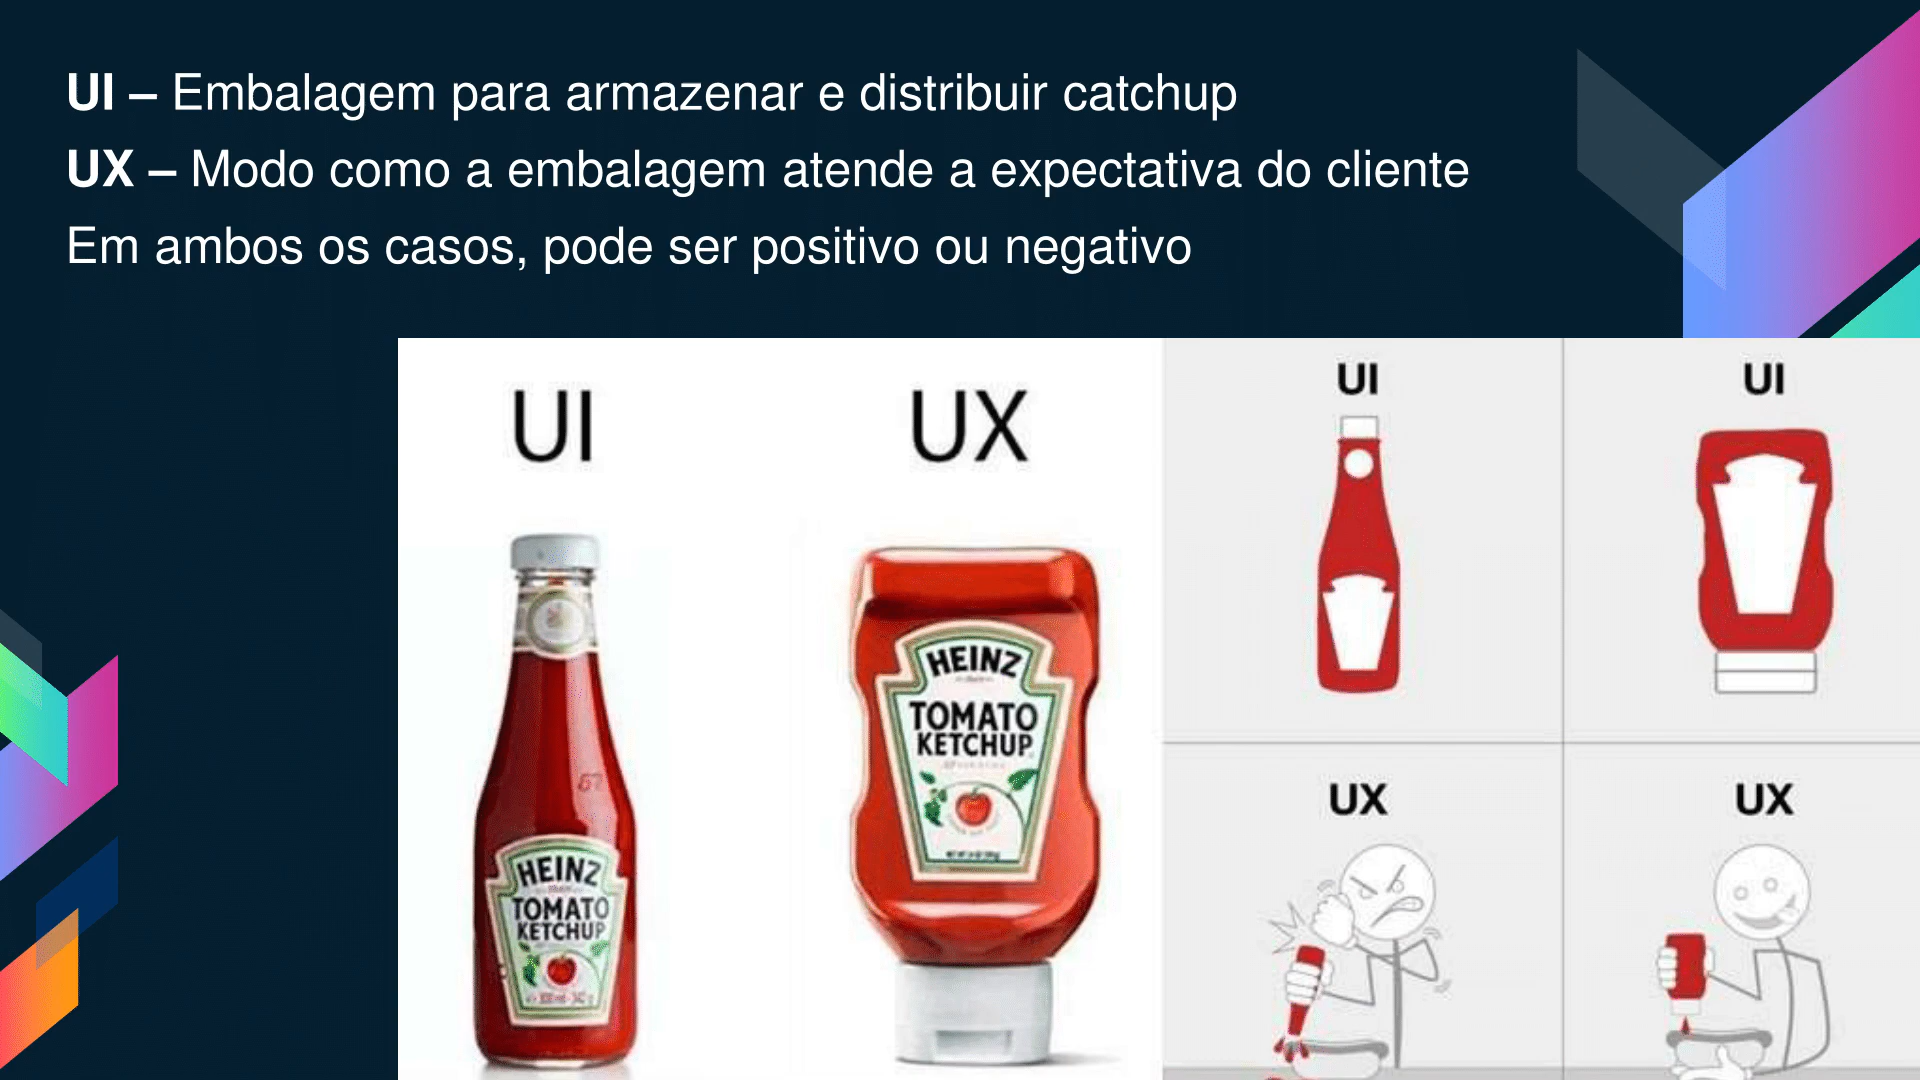 UI – Embalagem para armazenar e distribuir catchup
UX – Modo como a embalagem atende a expectativa do cliente
Em ambos os casos, pode ser positivo ou negativo
UI
UX
UI
UI
HEINZ
TOMATO
KETCHUP
57
HEINZ
TOMATO
KETCHUP
UX
UX